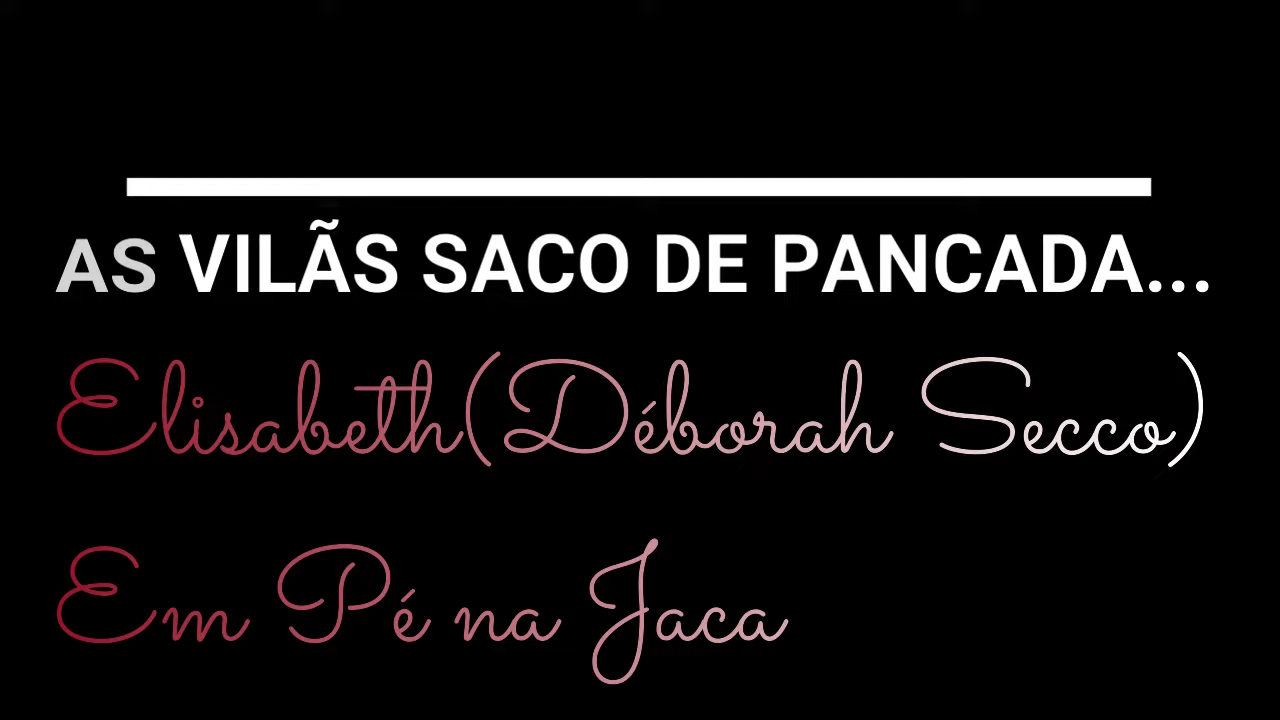 AS VILÃS SACO DE PANCADA...
Elisabeth(Déborah Secco)
Em Pé na Jaca